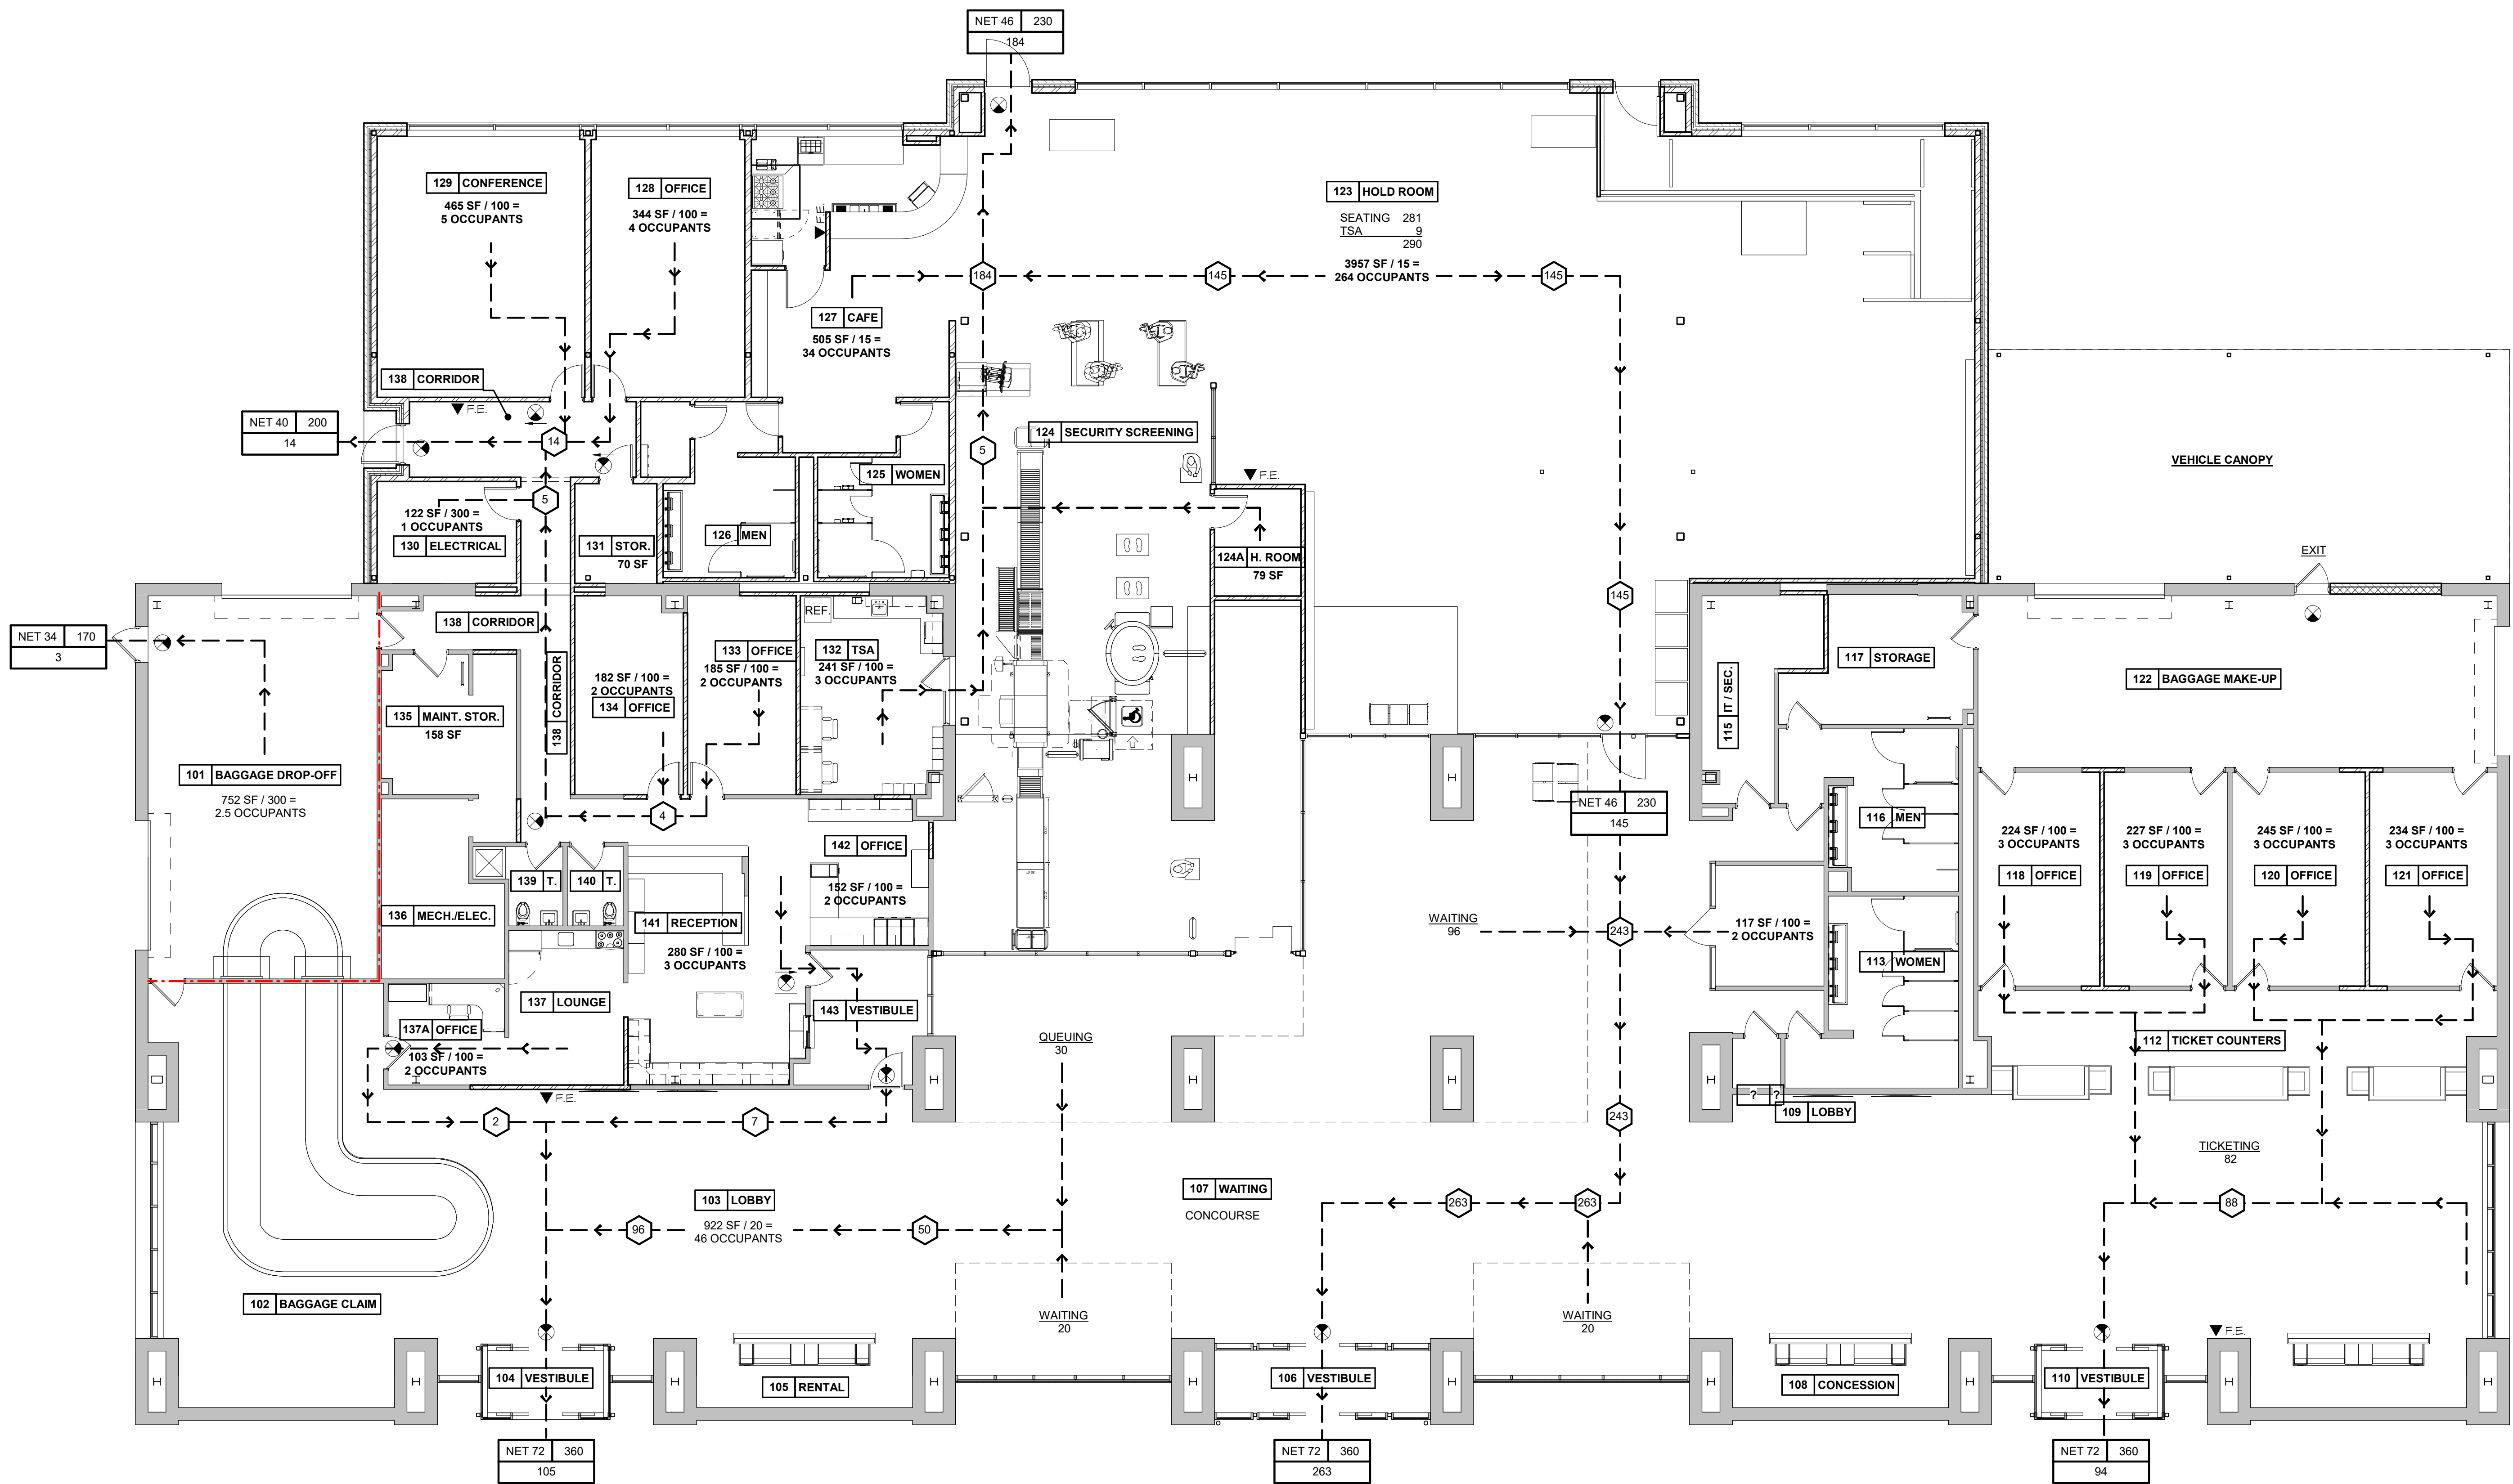 NET 46 230
184
129 CONFERENCE
465 SF / 100 =
5 OCCUPANTS
128 OFFICE
344 SF / 100 =
4 OCCUPANTS
123 HOLD ROOM
SEATING 281
TSA 9
290
3957 SF / 15 =
264 OCCUPANTS
184
145
145
127 CAFE
505 SF / 15 =
34 OCCUPANTS
138 CORRIDOR
F.E.
NET 40 200
14
14
124 SECURITY SCREENING
5
125 WOMEN
F.E.
VEHICLE CANOPY
5
122 SF / 300 =
1 OCCUPANTS
130 ELECTRICAL
131 STOR.
70 SF
126 MEN
124A H. ROOM
79 SF
EXIT
145
NET 34 170
3
138 CORRIDOR
REF.
133 OFFICE
185 SF / 100 =
2 OCCUPANTS
132 TSA
241 SF / 100 =
3 OCCUPANTS
182 SF / 100 =
2 OCCUPANTS
134 OFFICE
138 CORRIDOR
135 MAINT. STOR.
158 SF
117 STORAGE
115 IT / SEC.
122 BAGGAGE MAKE-UP
101 BAGGAGE DROP-OFF
752 SF / 300 =
2.5 OCCUPANTS
4
NET 46 230
145
116 MEN
142 OFFICE
152 SF / 100 =
2 OCCUPANTS
224 SF / 100 =
3 OCCUPANTS
118 OFFICE
227 SF / 100 =
3 OCCUPANTS
119 OFFICE
245 SF / 100 =
3 OCCUPANTS
120 OFFICE
234 SF / 100 =
3 OCCUPANTS
121 OFFICE
139 T.
140 T.
136 MECH./ELEC.
141 RECEPTION
280 SF / 100 =
3 OCCUPANTS
WAITING
96
243
117 SF / 100 =
2 OCCUPANTS
113 WOMEN
137 LOUNGE
143 VESTIBULE
137A OFFICE
103 SF / 100 =
2 OCCUPANTS
QUEUING
30
112 TICKET COUNTERS
F.E.
? ?
109 LOBBY
2
7
243
TICKETING
82
103 LOBBY
922 SF / 20 =
46 OCCUPANTS
96
50
107 WAITING
CONCOURSE
263
263
88
102 BAGGAGE CLAIM
WAITING
20
WAITING
20
F.E.
104 VESTIBULE
105 RENTAL
106 VESTIBULE
108 CONCESSION
110 VESTIBULE
NET 72 360
105
NET 72 360
263
NET 72 360
94